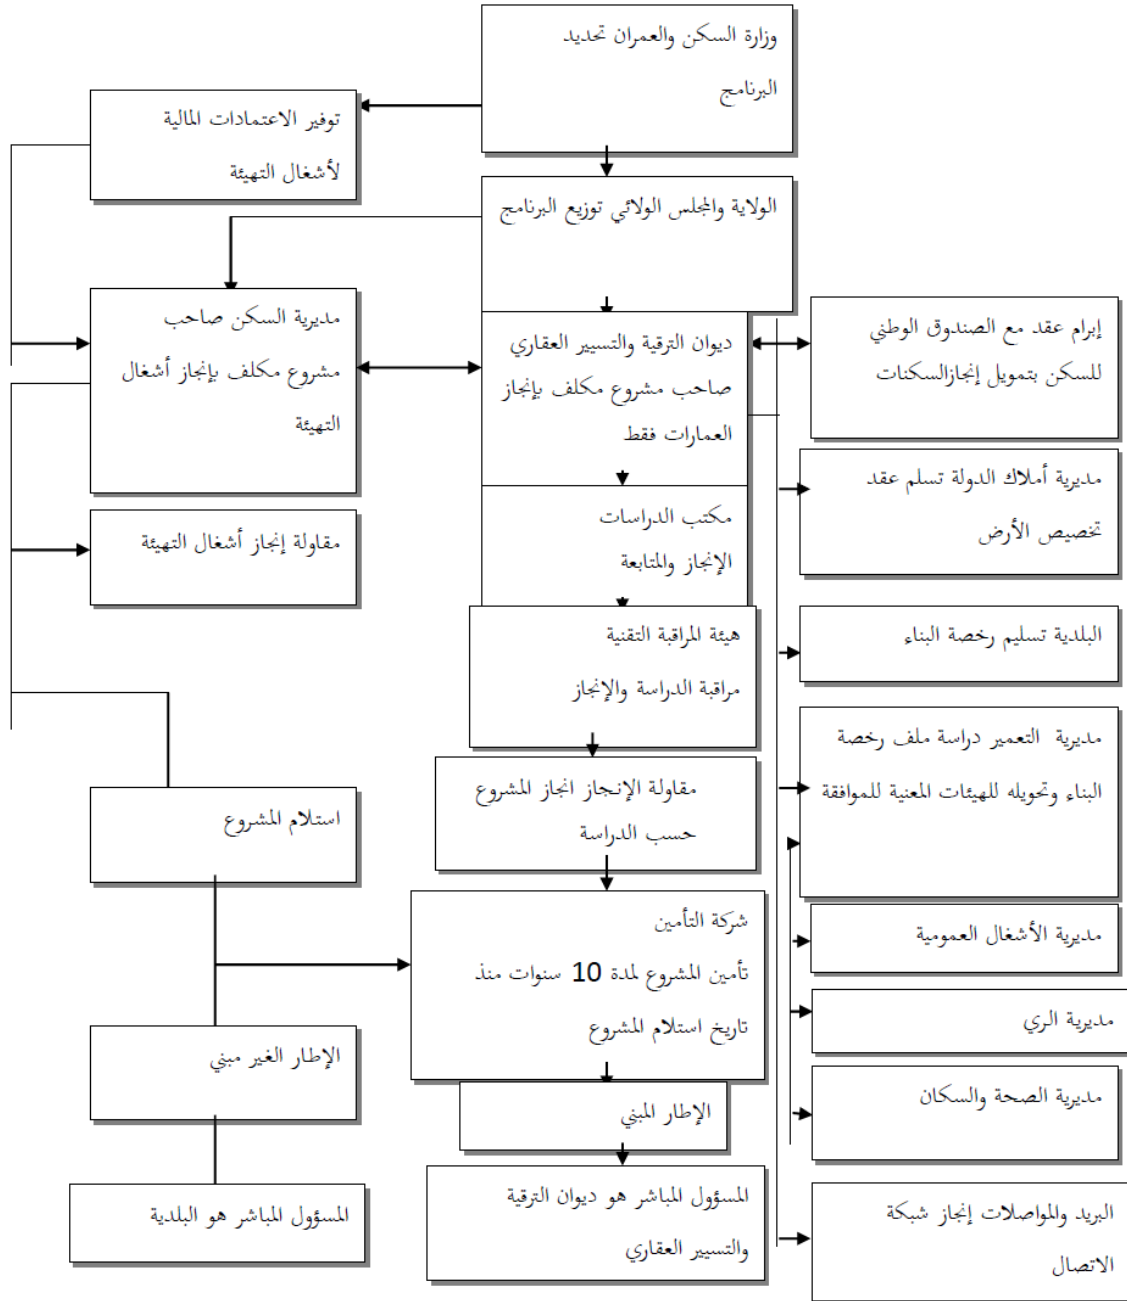 وزارة السكن والعمران تحديد
البرنامج
توفير الاعتمادات المالية
لأشغال التهيئة
الولاية والمجلس الولائي توزيع البرنامج
إبرام عقد مع الصندوق الوطني
للسكن بتمويل إنجازالسكنات
ديوان الترقية والتسيير العقاري
صاحب مشروع مكلف بإنجاز
العمارات فقط
مديرية السكن صاحب
مشروع مكلف بإنجاز أشغال
التهيئة
مديرية أملاك الدولة تسلم عقد
تخصيص الأرض
مكتب الدراسات
الإنجاز والمتابعة
مقاولة إنجاز أشغال التهيئة
البلدية تسليم رخصة البناء
هيئة المراقبة التقنية
مراقبة الدراسة والإنجاز
مديرية التعمير دراسة ملف رخصة
البناء وتحويله للهيئات المعنية للموافقة
مقاولة الإنجاز انجاز المشروع
حسب الدراسة
استلام المشروع
مديرية الأشغال العمومية
شركة التأمين
تأمين المشروع لمدة 10 سنوات منذ
تاريخ استلام المشروع
مديرية الري
الإطار الغير مبني
مديرية الصحة والسكان
الإطار المبني
المسؤول المباشر هو ديوان الترقية
والتسيير العقاري
المسؤول المباشر هو البلدية
البريد والمواصلات إنجاز شبكة
الاتصال